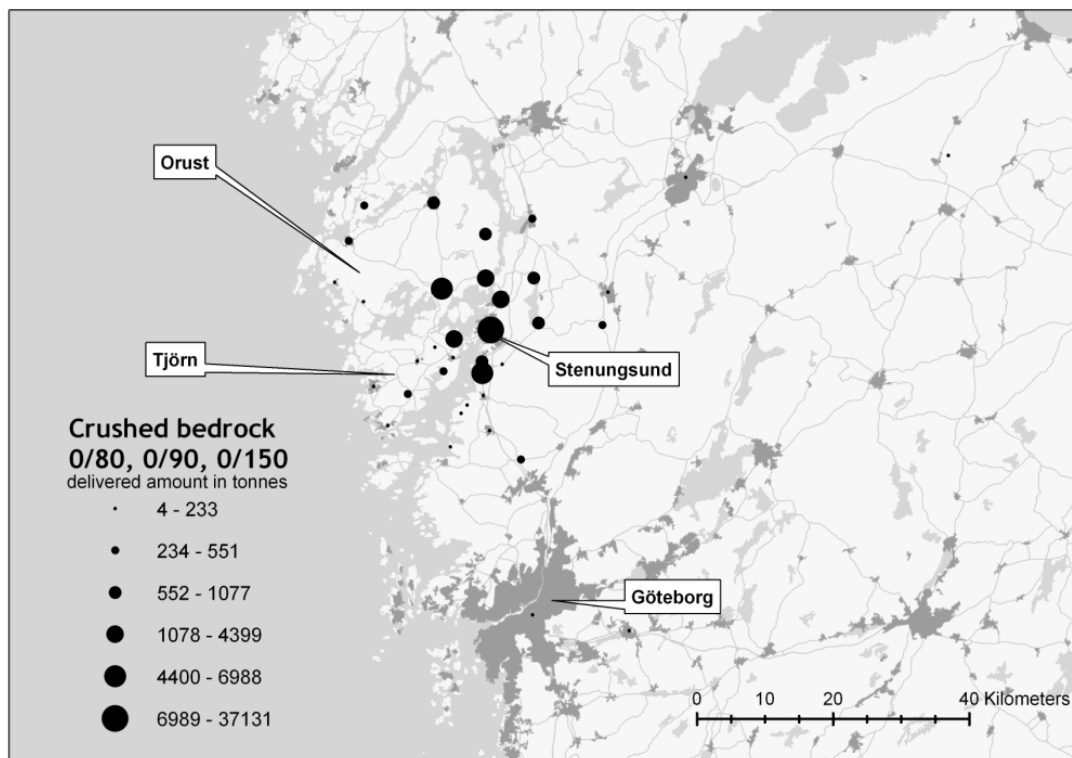 Orust
Tjörn
Stenungsund
Göteborg
Crushed bedrock
0/80, 0/90, 0/150
delivered amount in tonnes
4 - 233
234 - 551
552 - 1077
1078 - 4399
4400 - 6988
6989 - 37131
0 10 20 40 Kilometers